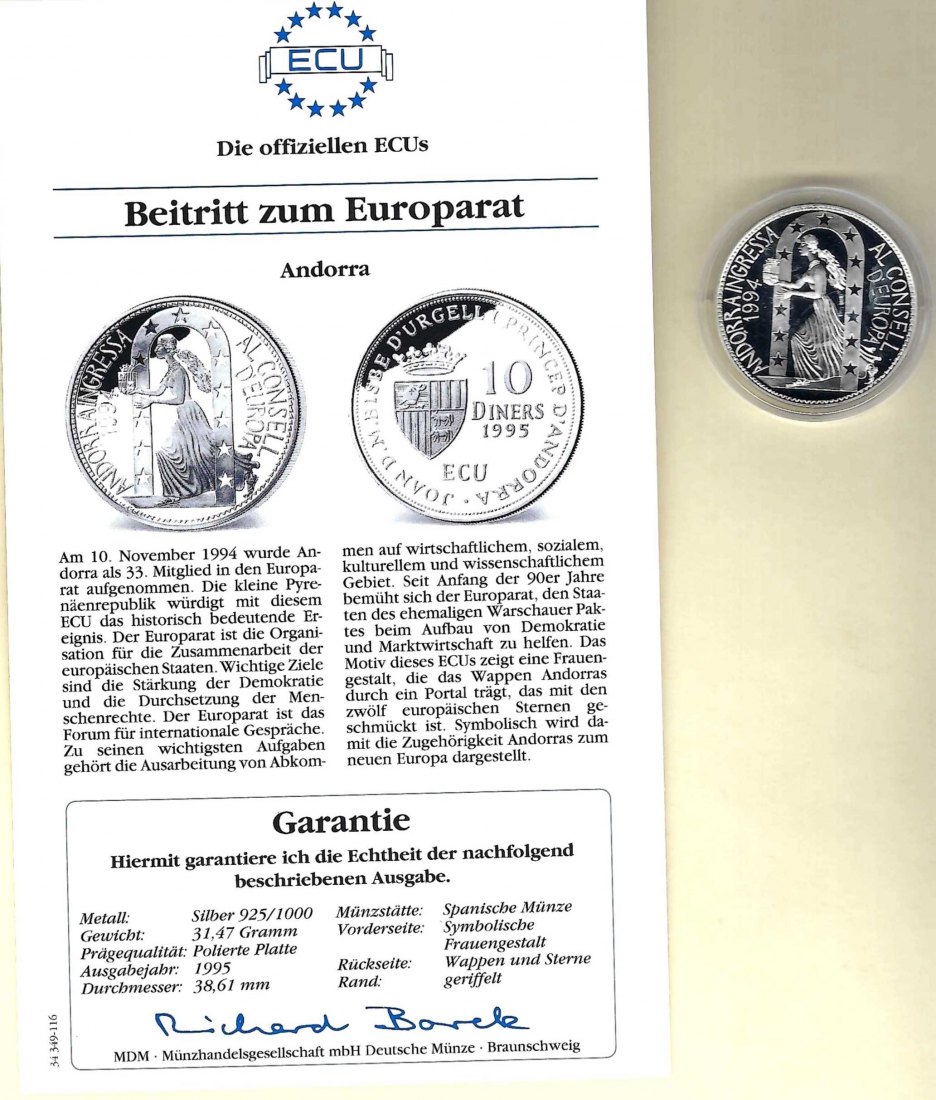 ECU
Die offiziellen ECUs
Beitritt zum Europarat
Andorra
ANDORRA INGRESSA
1994
AL CONSELL
D'EUROPA
JOAN D.M. BISBE D'URGELL I PRINCEP D'ANDORRA
10
DINERS
1995
ECU
Am 10. November 1994 wurde An-
dorra als 33. Mitglied in den Europa-
rat aufgenommen. Die kleine Pyre-
näenrepublik würdigt mit diesem
ECU das historisch bedeutende Er-
eignis. Der Europarat ist die Organi-
sation für die Zusammenarbeit der
europäischen Staaten. Wichtige Ziele
sind die Stärkung der Demokratie
und die Durchsetzung der Men-
schenrechte. Der Europarat ist das
Forum für internationale Gespräche.
Zu seinen wichtigsten Aufgaben
gehört die Ausarbeitung von Abkom-
men auf wirtschaftlichem, sozialem,
kulturellem und wissenschaftlichem
Gebiet. Seit Anfang der 90er Jahre
bemüht sich der Europarat, den Staa-
ten des ehemaligen Warschauer Pak-
tes beim Aufbau von Demokratie
und Marktwirtschaft zu helfen. Das
Motiv dieses ECUs zeigt eine Frauen-
gestalt, die das Wappen Andorras
durch ein Portal trägt, das mit den
zwölf europäischen Sternen ge-
schmückt ist. Symbolisch wird da-
mit die Zugehörigkeit Andorras zum
neuen Europa dargestellt.
Garantie
Hiermit garantiere ich die Echtheit der nachfolgend
beschriebenen Ausgabe.
Metall: Silber 925/1000
Gewicht: 31,47 Gramm
Prägequalität: Polierte Platte
Ausgabejahr: 1995
Durchmesser: 38,61 mm
Münzstätte: Spanische Münze
Vorderseite: Symbolische
Frauengestalt
Rückseite: Wappen und Sterne
Rand: geriffelt
Richard Borek
MDM · Münzhandelsgesellschaft mbH Deutsche Münze · Braunschweig
34 349-116
ANDORRA INGRESSA
1994
AL CONSELL
D'EUROPA